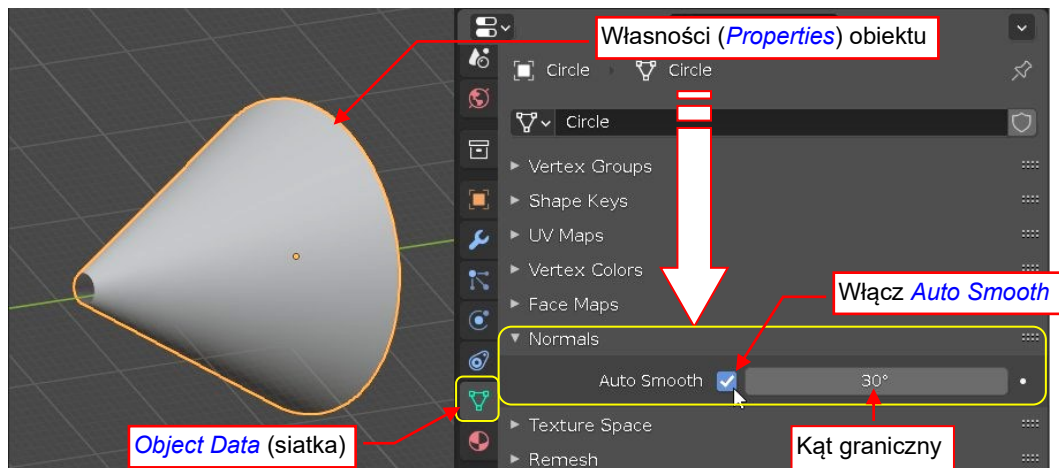 Własności (Properties) obiektu
Circle Circle
Circle
Vertex Groups
Shape Keys
UV Maps
Vertex Colors
Włącz Auto Smooth
Face Maps
Normals
Auto Smooth 30°
Texture Space
Object Data (siatka)
Kąt graniczny
Remesh